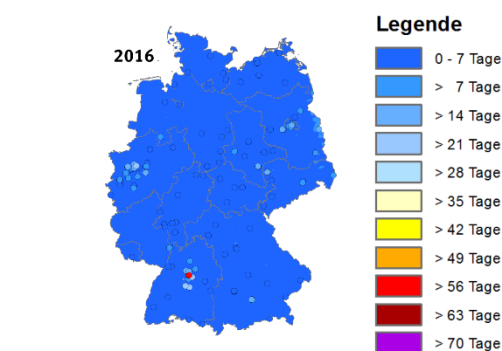 Legende
2016
0 - 7 Tage
> 7 Tage
> 14 Tage
> 21 Tage
> 28 Tage
> 35 Tage
> 42 Tage
> 49 Tage
> 56 Tage
> 63 Tage
> 70 Tage